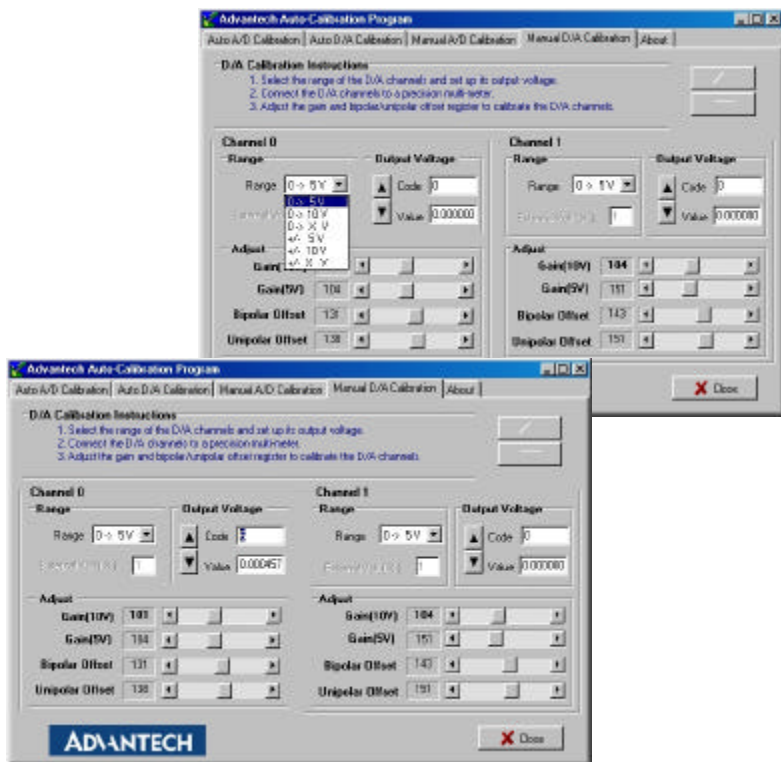 Advantech Auto-Calibration Program
Auto A/D Calibration Auto D/A Calibration Manual A/D Calibration Manual D/A Calibration About
D/A Calibration Instructions
1. Select the range of the D/A channels and set up its output voltage.
2. Connect the D/A channels to a precision multi-meter.
3. Adjust the gain and bipolar/unipolar offset register to calibrate the D/A channels.
Channel 0
Range
Output Voltage
Range 0 -> 5 V
Code 0
Value 0.000000
0 -> 5V
0 -> 10V
0 -> X V
+/- 5V
+/- 10V
+/- X V
Adjust
Gain(
Gain(5V) 104
Bipolar Offset 131
Unipolar Offset 138
Channel 1
Range
Output Voltage
Range 0 -> 5 V
Code 0
1
Value 0.000000
Adjust
Gain(10V) 104
Gain(5V) 151
Bipolar Offset 143
Unipolar Offset 151
Close
Advantech Auto-Calibration Program
Auto A/D Calibration Auto D/A Calibration Manual A/D Calibration Manual D/A Calibration About
D/A Calibration Instructions
1. Select the range of the D/A channels and set up its output voltage.
2. Connect the D/A channels to a precision multi-meter.
3. Adjust the gain and bipolar/unipolar offset register to calibrate the D/A channels.
Channel 0
Range
Output Voltage
Range 0 -> 5V
Code
1
Value 0.000457
Adjust
Gain(10V) 101
Gain(5V) 104
Bipolar Offset 131
Unipolar Offset 138
Channel 1
Range
Output Voltage
Range 0 -> 5V
Code 0
1
Value 0.000000
Adjust
Gain(10V) 104
Gain(5V) 151
Bipolar Offset 143
Unipolar Offset 151
ADVANTECH
Close